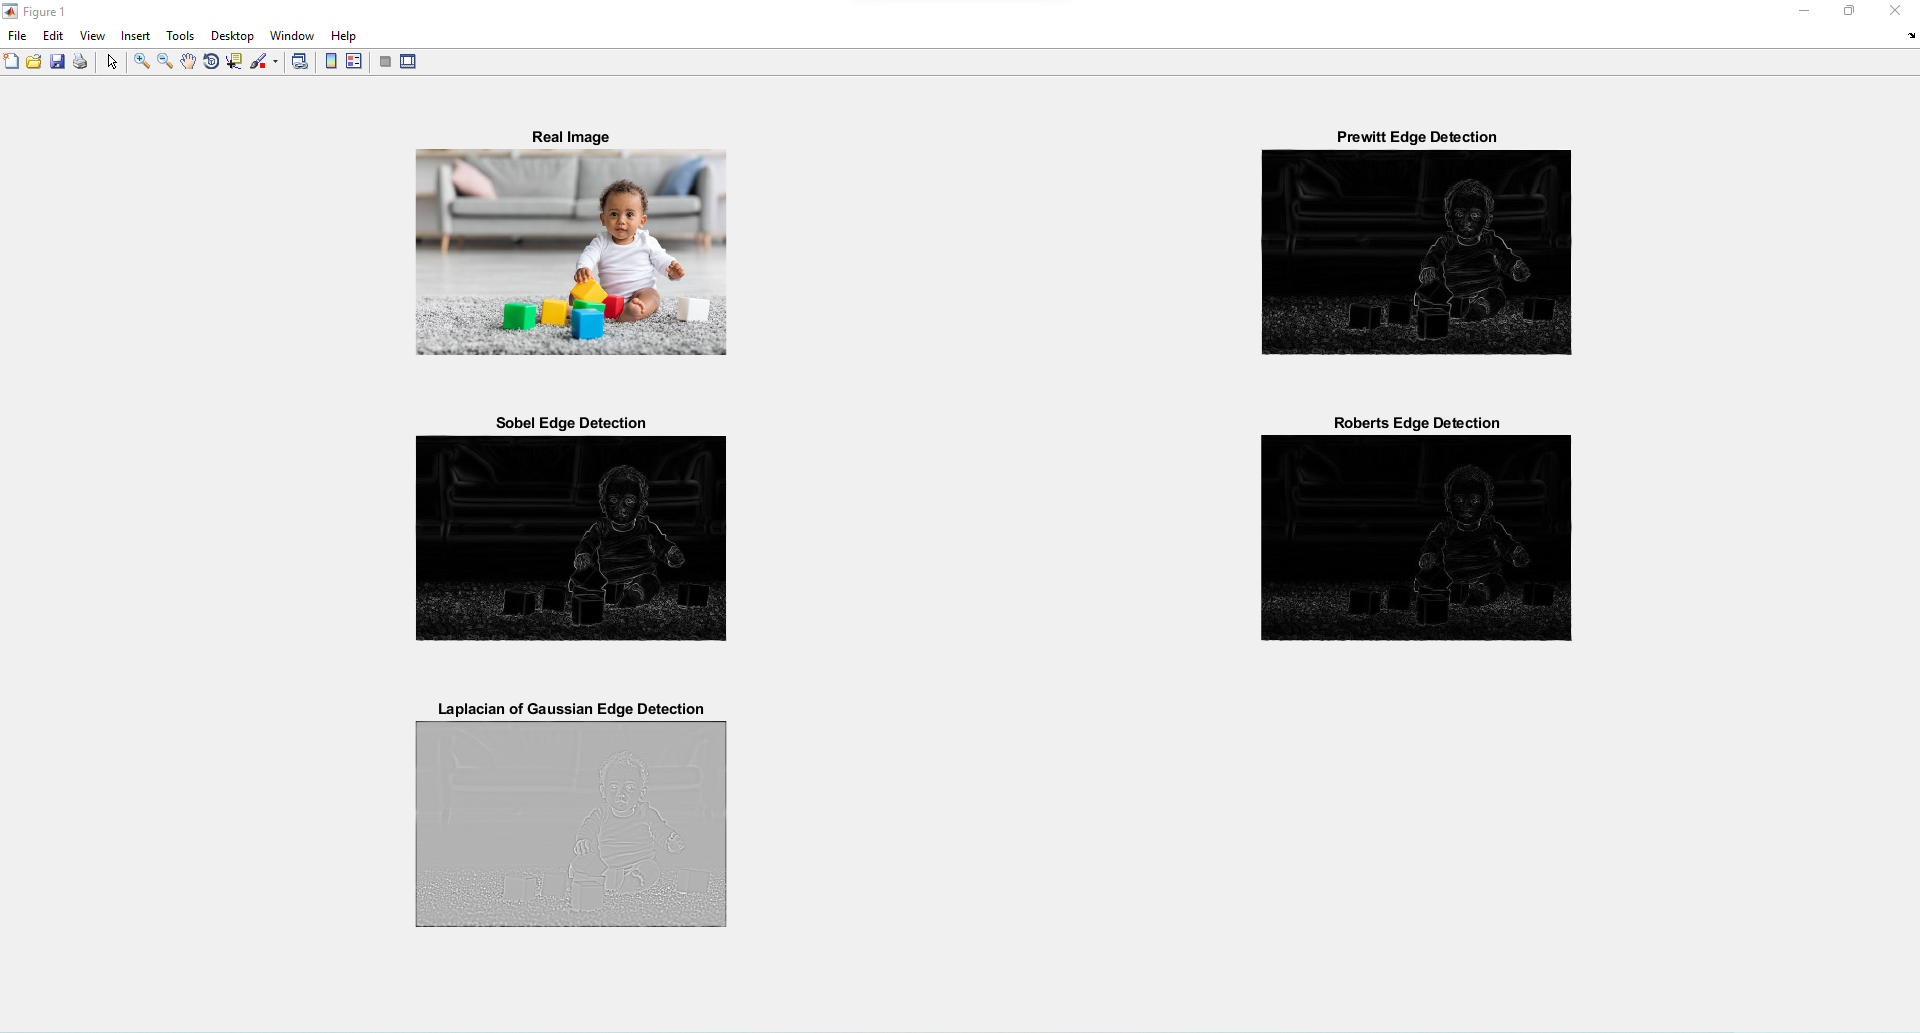 Figure 1
File Edit View Insert Tools Desktop Window Help
Real Image
Prewitt Edge Detection
Sobel Edge Detection
Roberts Edge Detection
Laplacian of Gaussian Edge Detection